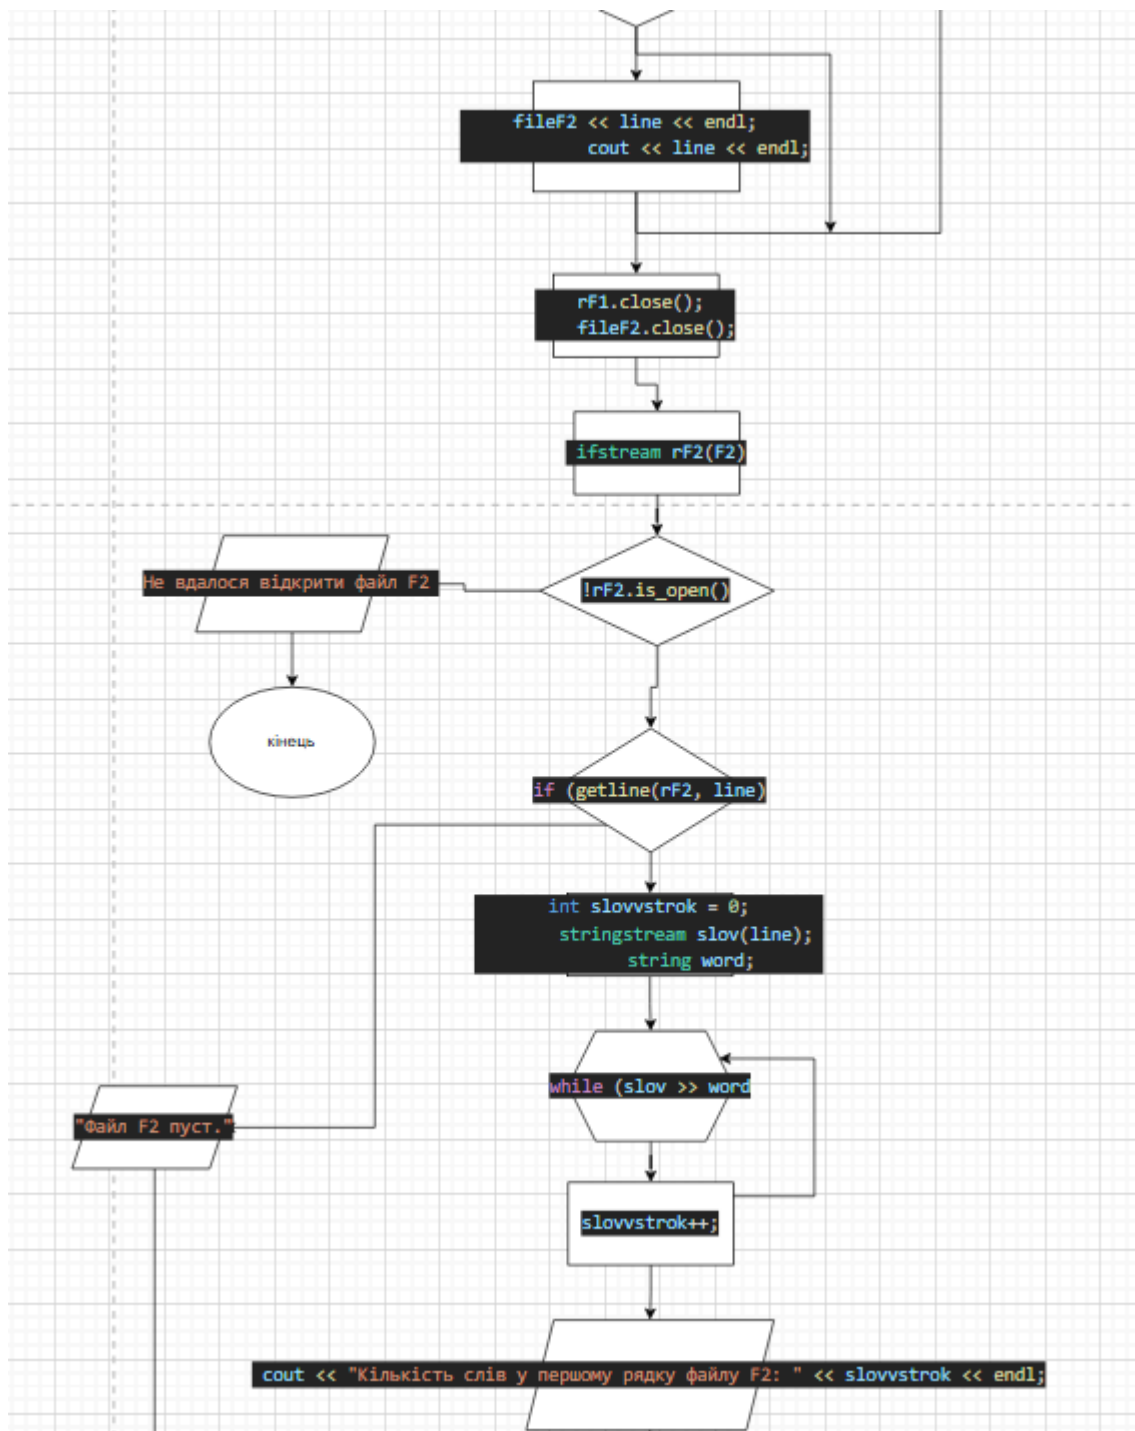 fileF2 << line << endl;
cout << line << endl;
rF1.close();
fileF2.close();
ifstream rF2(F2)
!rF2.is_open()
Не вдалося відкрити файл F2
кінець
if (getline(rF2, line)
int slovvstrok = 0;
stringstream slov(line);
string word;
while (slov >> word
"Файл F2 пуст."
slovvstrok++;
cout << "Кількість слів у першому рядку файлу F2: " << slovvstrok << endl;